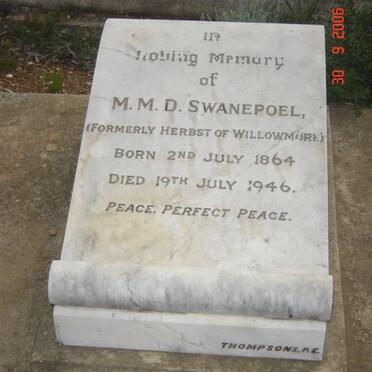 In
Loving Memory
of
M. M. D. SWANEPOEL,
(FORMERLY HERBST OF WILLOWMORE)
BORN 2ND JULY 1864
DIED 19TH JULY 1946.
PEACE, PERFECT PEACE.
THOMPSONS, P.E.
30 9 2006